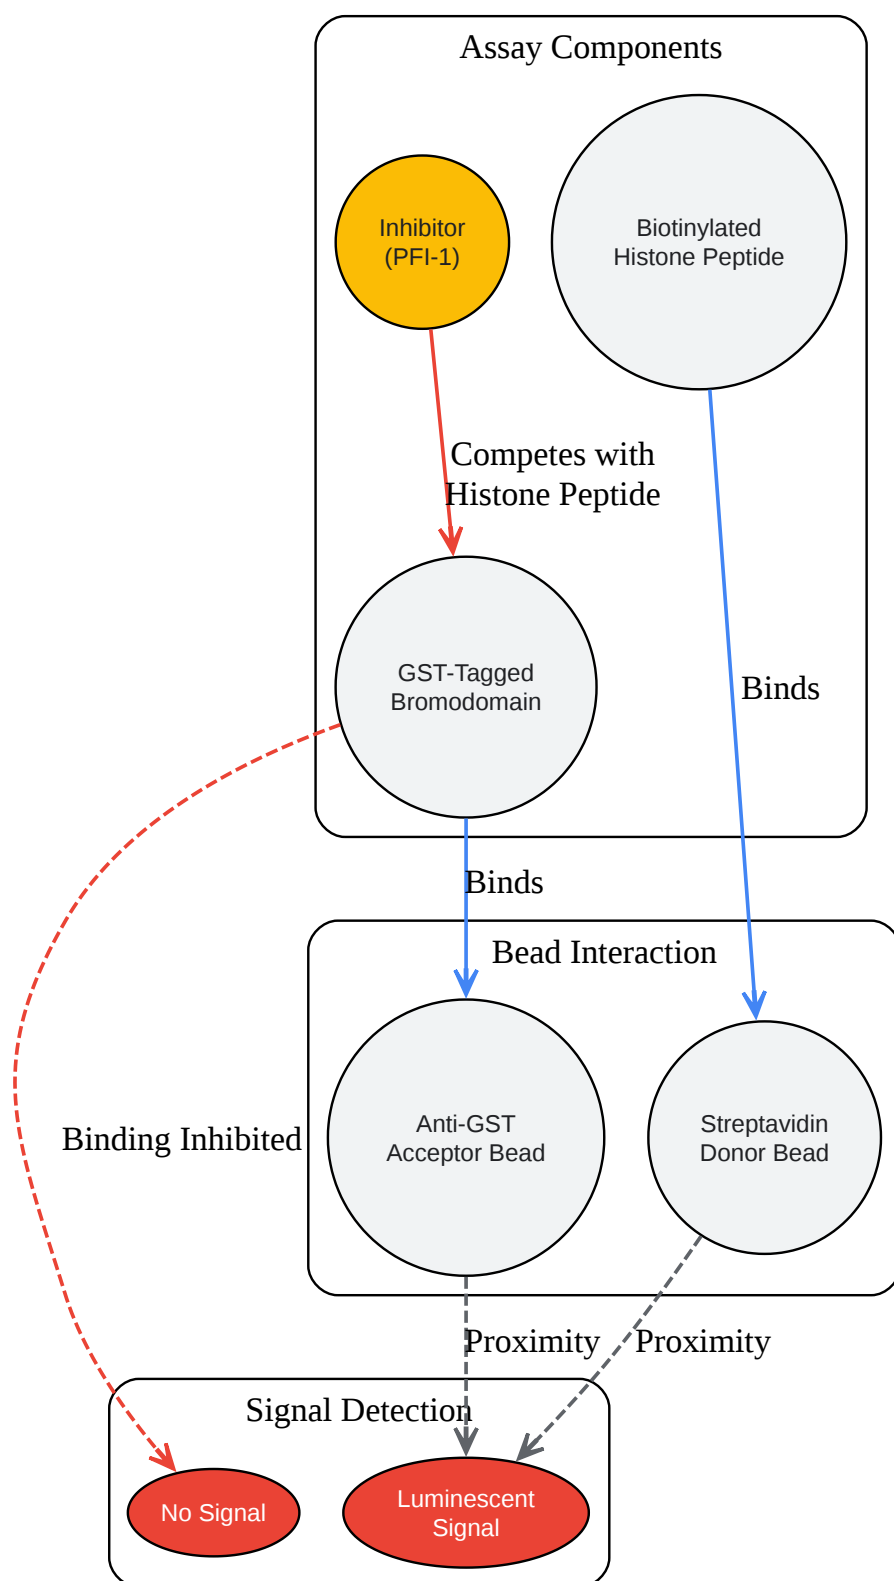 Assay Components
Inhibitor
(PFI-1)
Biotinylated
Histone Peptide
Competes with
Histone Peptide
GST-Tagged
Bromodomain
Binds
Binds
Bead Interaction
Anti-GST
Acceptor Bead
Streptavidin
Donor Bead
Binding Inhibited
Proximity
Proximity
Signal Detection
No Signal
Luminescent
Signal